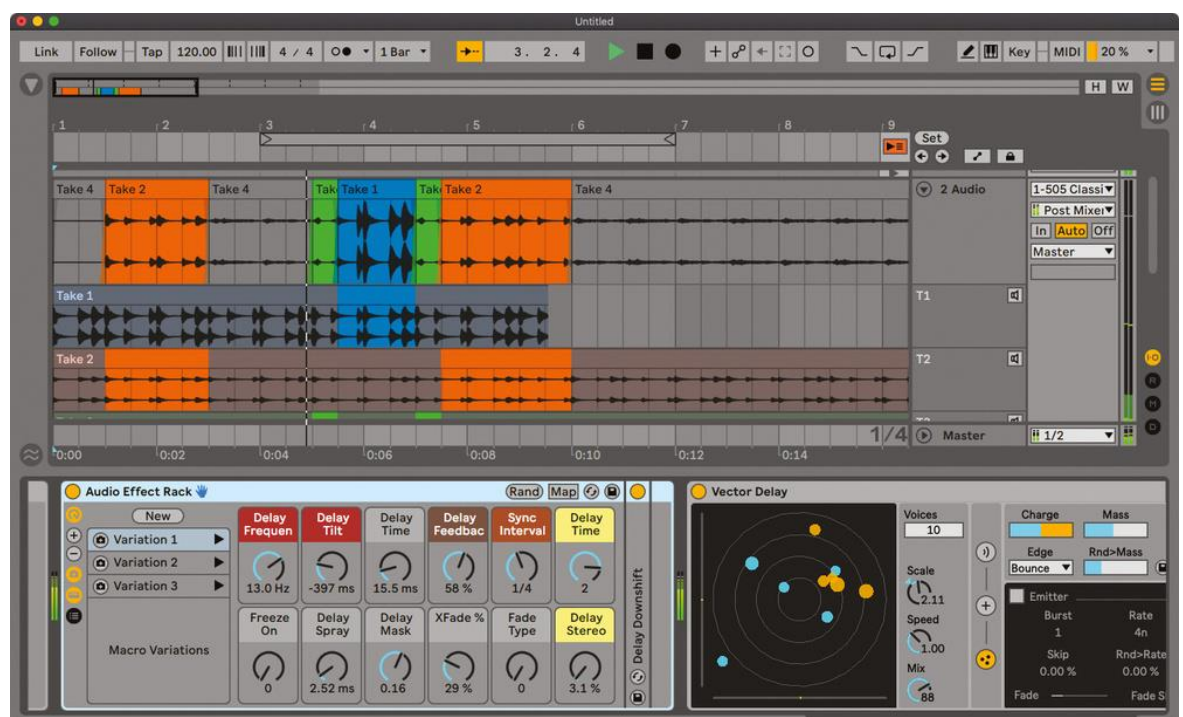 Untitled
Link Follow Tap 120.00 4 / 4 1 Bar 3. 2. 4 Key MIDI 20 %
H W
1 2 3 4 5 6 7 8 9
Set
Take 4 Take 2 Take 4 Tak Take 1 Tak Take 2 Take 4
2 Audio
1-505 Classi
Post Mixer
In Auto Off
Master
Take 1
T1
Take 2
T2
1/4
Master
1/2
0:00 0:02 0:04 0:06 0:08 0:10 0:12 0:14
I·O
R
M
D
Audio Effect Rack
Rand Map
New
Variation 1
Variation 2
Variation 3
Macro Variations
Delay Frequen
13.0 Hz
Delay Tilt
-397 ms
Delay Time
15.5 ms
Delay Feedbac
58 %
Sync Interval
1/4
Delay Time
2
Freeze On
0
Delay Spray
2.52 ms
Delay Mask
0.16
XFade %
29 %
Fade Type
0
Delay Stereo
3.1 %
Delay Downshift
Vector Delay
Voices
10
Scale
2.11
Speed
1.00
Mix
88
Charge Mass
Edge Rnd>Mass
Bounce
Emitter
Burst Rate
1 4n
Skip Rnd>Rate
0.00 % 0.00 %
Fade Fade S